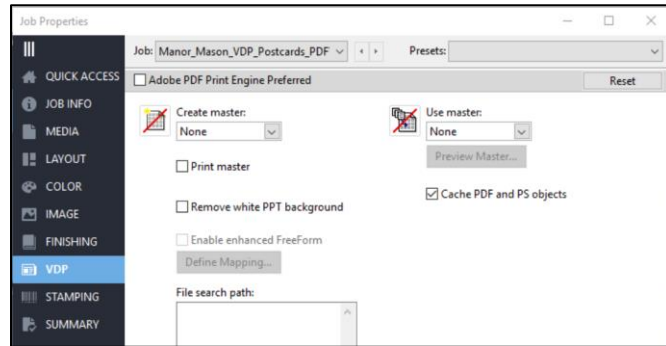 Job Properties
Job: Manor_Mason_VDP_Postcards_PDF Presets:
QUICK ACCESS
JOB INFO
MEDIA
LAYOUT
COLOR
IMAGE
FINISHING
VDP
STAMPING
SUMMARY
Adobe PDF Print Engine Preferred Reset
Create master:
None
Print master
Remove white PPT background
Enable enhanced FreeForm
Define Mapping...
File search path:
Use master:
None
Preview Master...
Cache PDF and PS objects